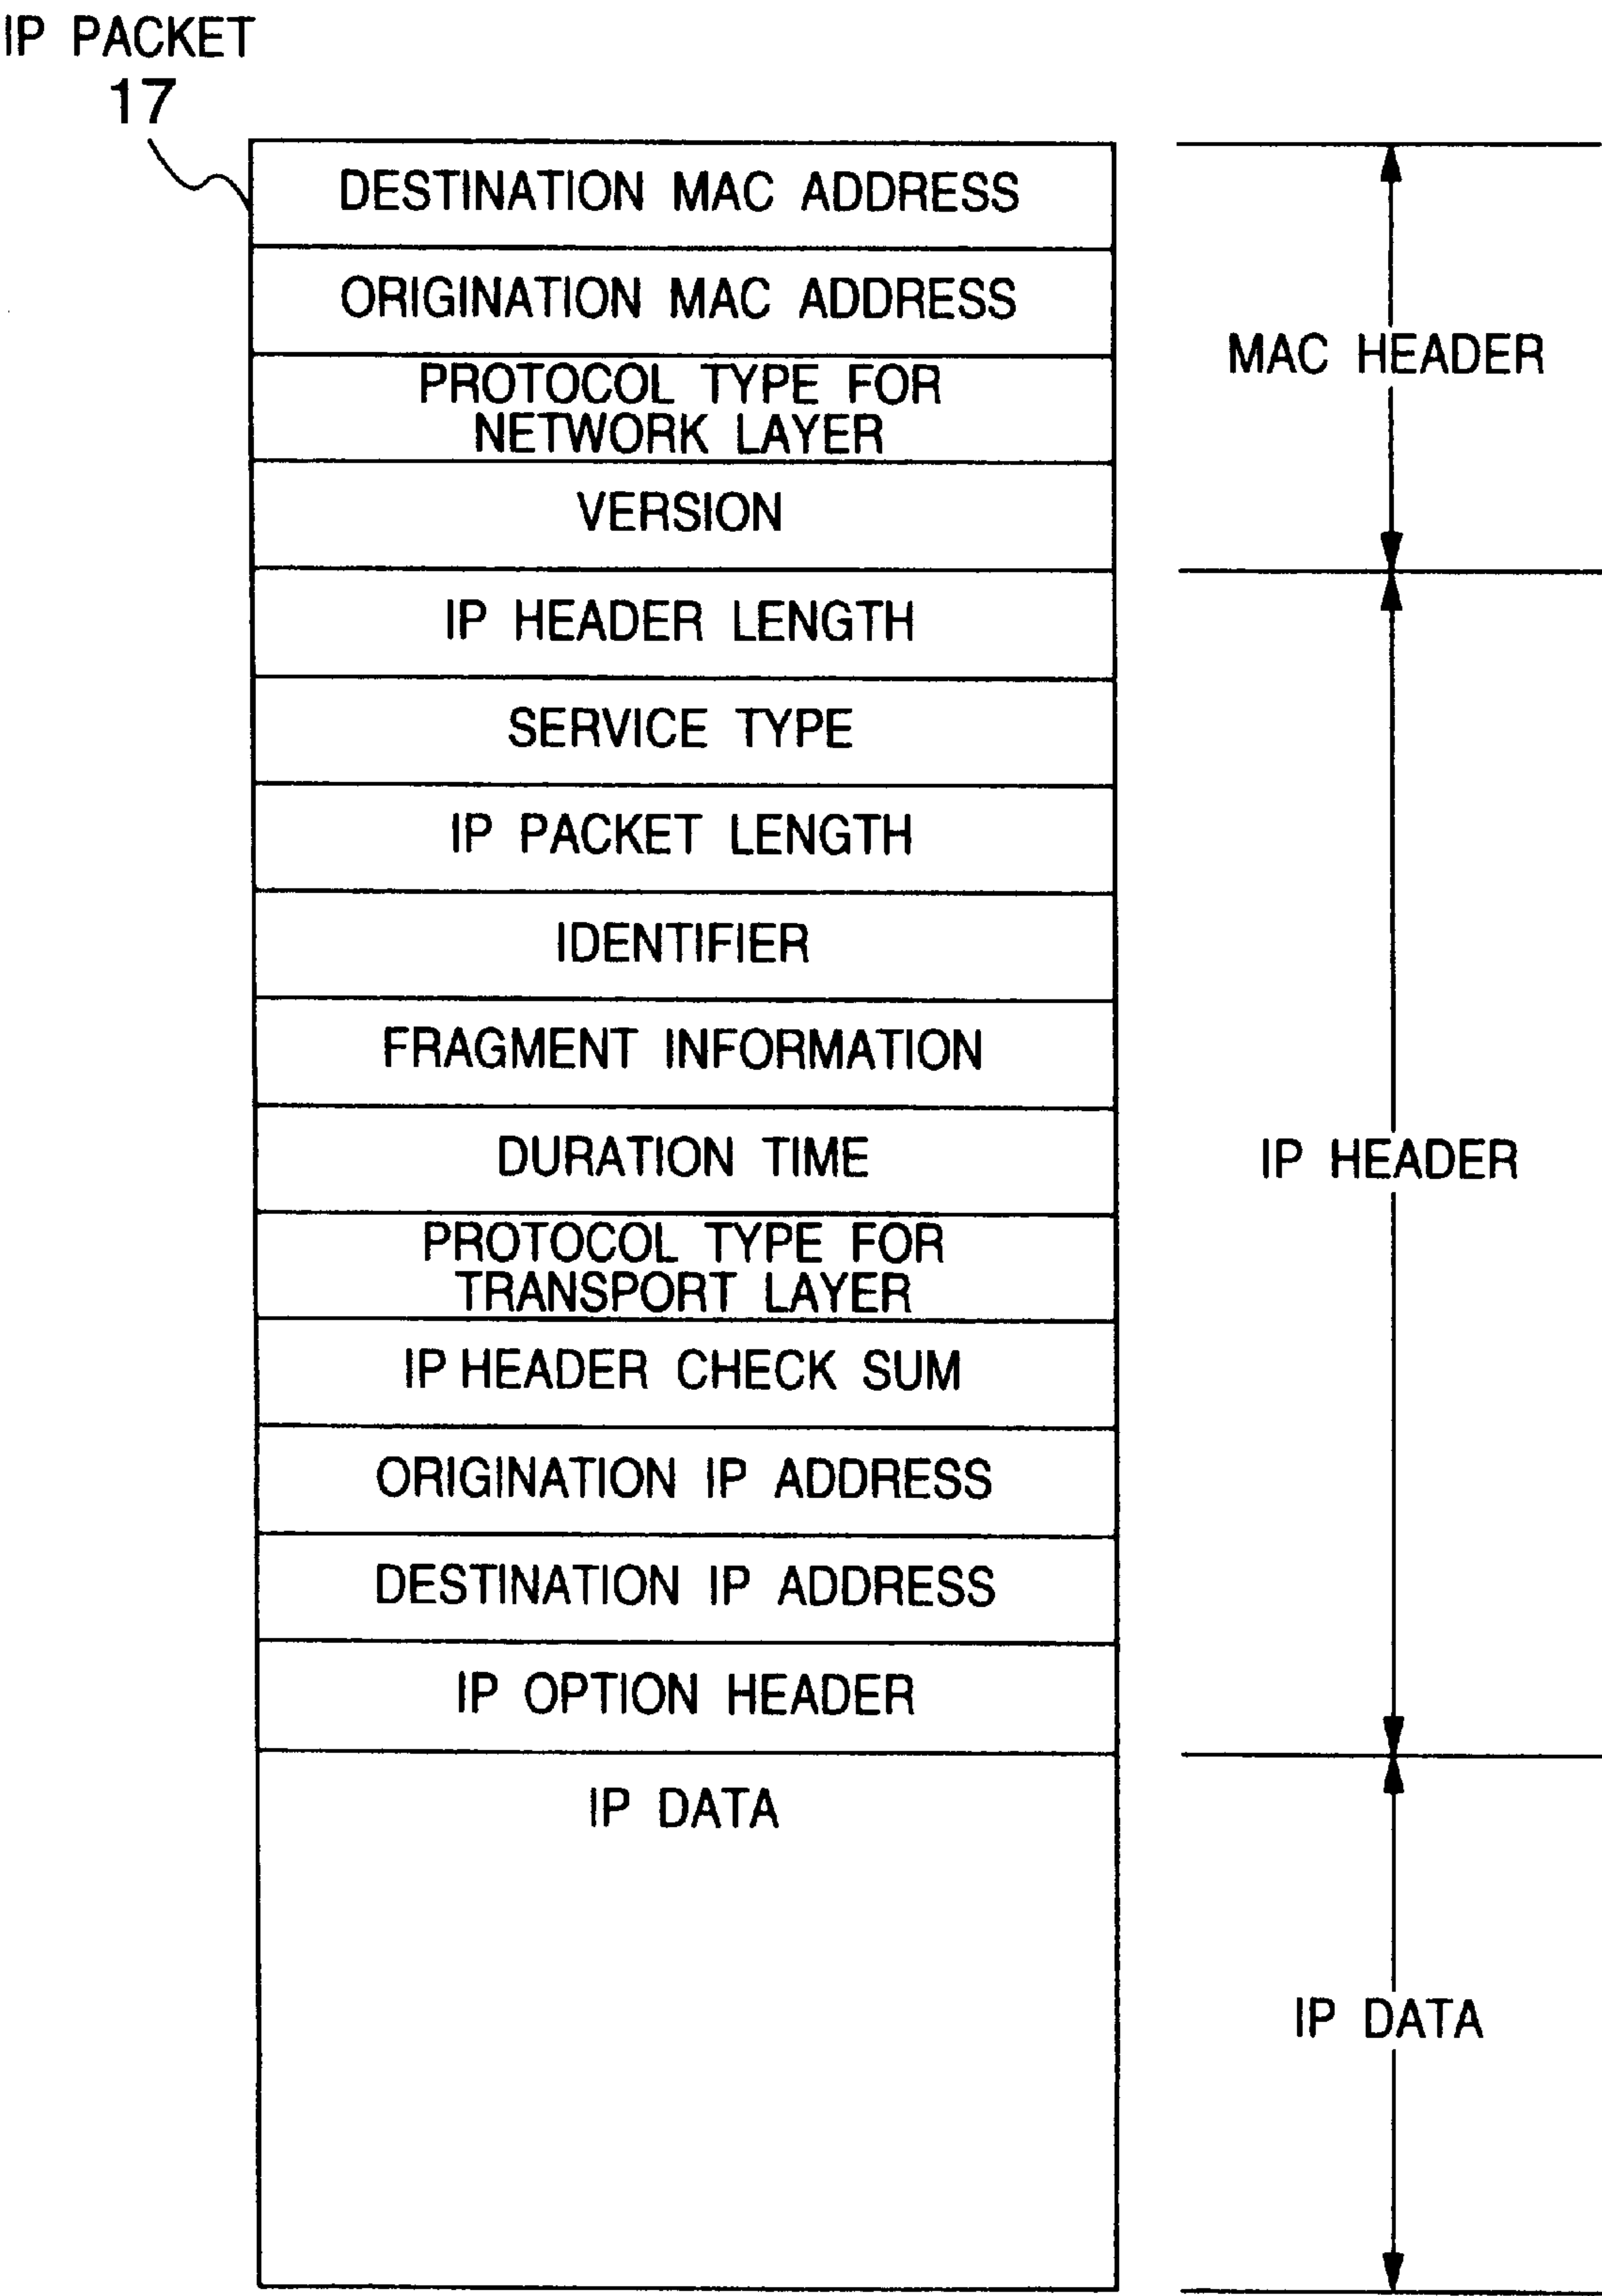 IP PACKET
17
DESTINATION MAC ADDRESS
ORIGINATION MAC ADDRESS
PROTOCOL TYPE FOR
NETWORK LAYER
VERSION
MAC HEADER
IP HEADER LENGTH
SERVICE TYPE
IP PACKET LENGTH
IDENTIFIER
FRAGMENT INFORMATION
DURATION TIME
PROTOCOL TYPE FOR
TRANSPORT LAYER
IP HEADER CHECK SUM
ORIGINATION IP ADDRESS
DESTINATION IP ADDRESS
IP OPTION HEADER
IP HEADER
IP DATA
IP DATA